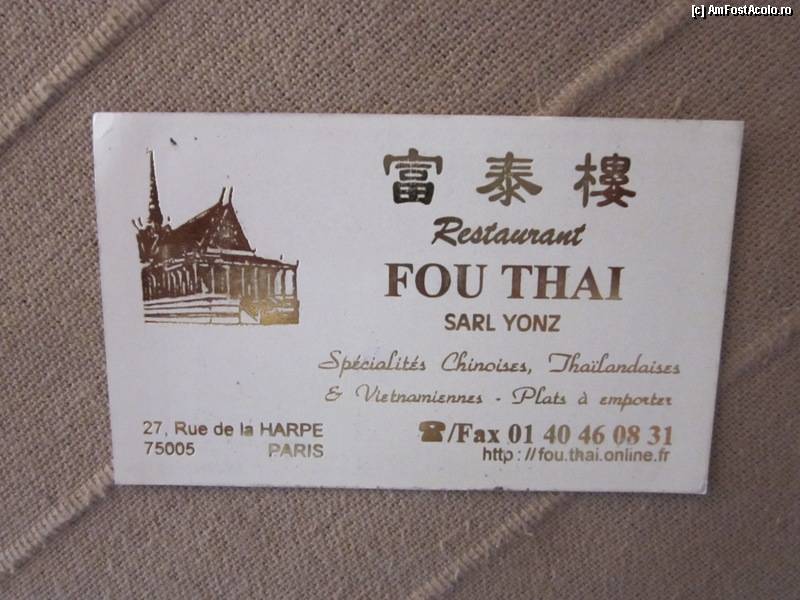 [c] AmFostAcolo.ro
富泰樓
Restaurant
FOU THAI
SARL YONZ
Spécialités Chinoises, Thaïlandaises
& Vietnamiennes - Plats à emporter
27, Rue de la HARPE
75005 PARIS
☎/Fax 01 40 46 08 31
http://fou.thai.online.fr